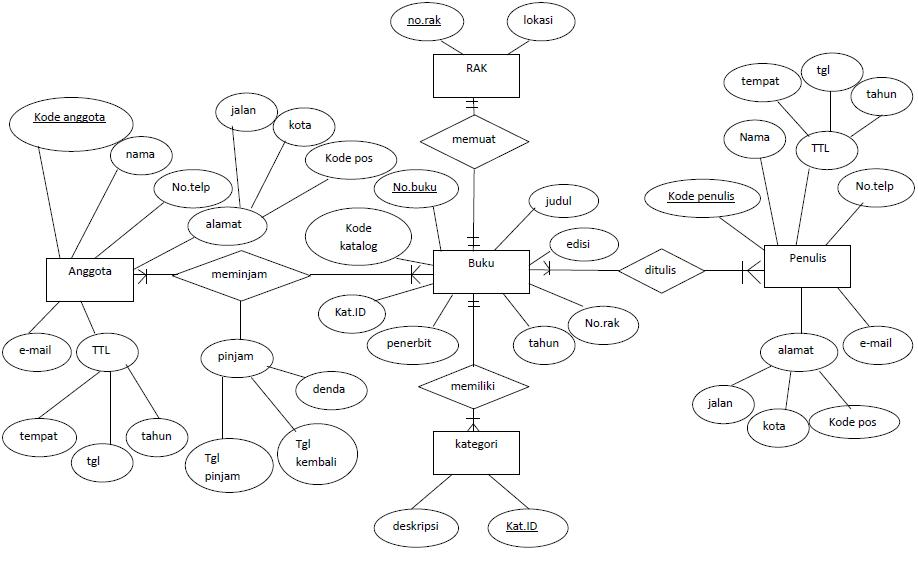 no.rak
lokasi
RAK
memuat
Kode anggota
nama
No.telp
jalan
kota
Kode pos
alamat
No.buku
judul
Kode
katalog
edisi
Nama
tempat
tgl
tahun
TTL
Kode penulis
No.telp
Anggota
meminjam
Buku
ditulis
Penulis
Kat.ID
penerbit
tahun
No.rak
e-mail
TTL
pinjam
denda
memiliki
alamat
e-mail
tempat
tgl
tahun
Tgl
pinjam
Tgl
kembali
kategori
jalan
kota
Kode pos
deskripsi
Kat.ID